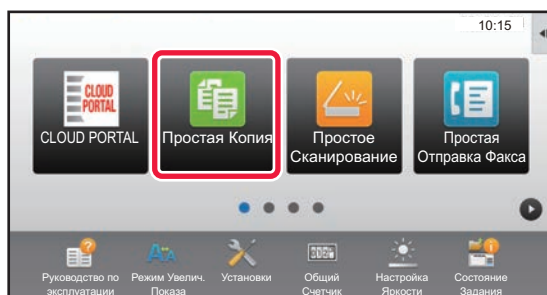 10:15
CLOUD
PORTAL
CLOUD PORTAL
Простая Копия
Простое
Сканирование
Простая
Отправка Факса
Руководство по
эксплуатации
Режим Увелич.
Показа
Установки
Общий
Счетчик
Настройка
Яркости
Состояние
Задания